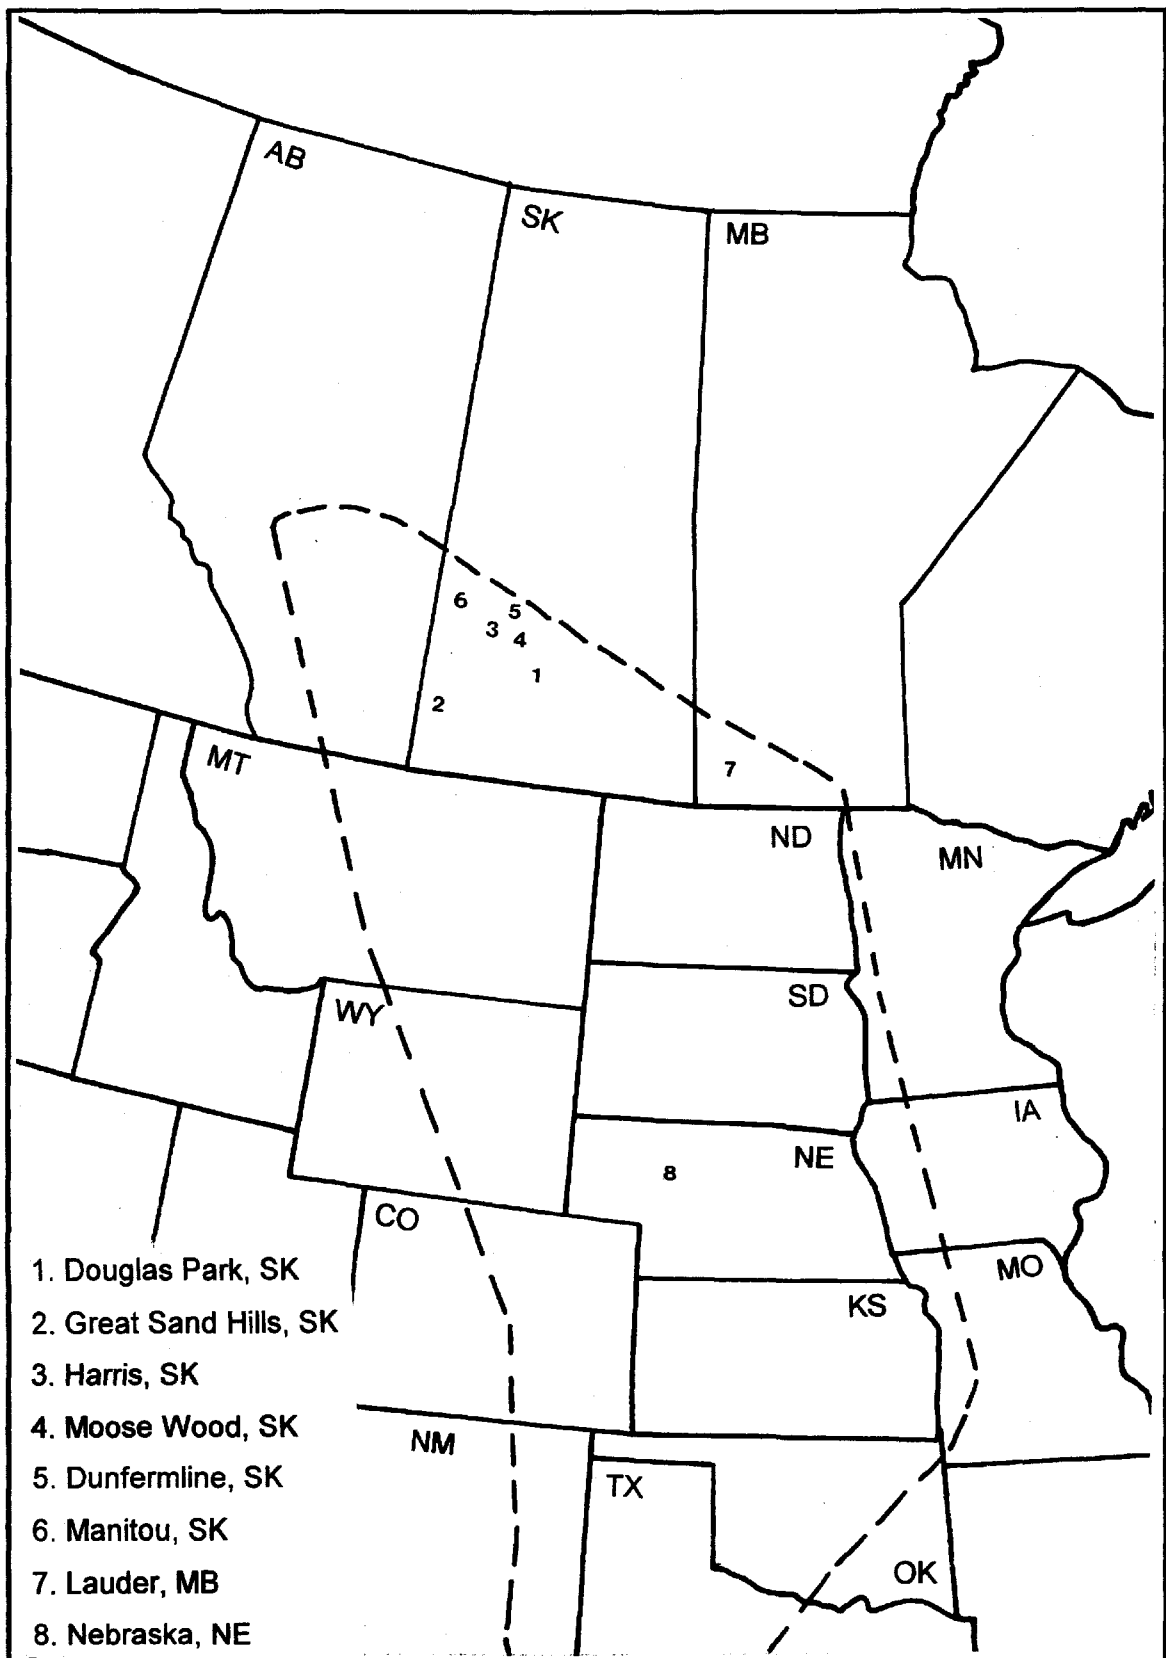 AB
SK
MB
6
5
3
4
1
2
7
MT
ND
MN
SD
WY
IA
NE
8
CO
MO
KS
NM
TX
OK
1. Douglas Park, SK
2. Great Sand Hills, SK
3. Harris, SK
4. Moose Wood, SK
5. Dunfermline, SK
6. Manitou, SK
7. Lauder, MB
8. Nebraska, NE